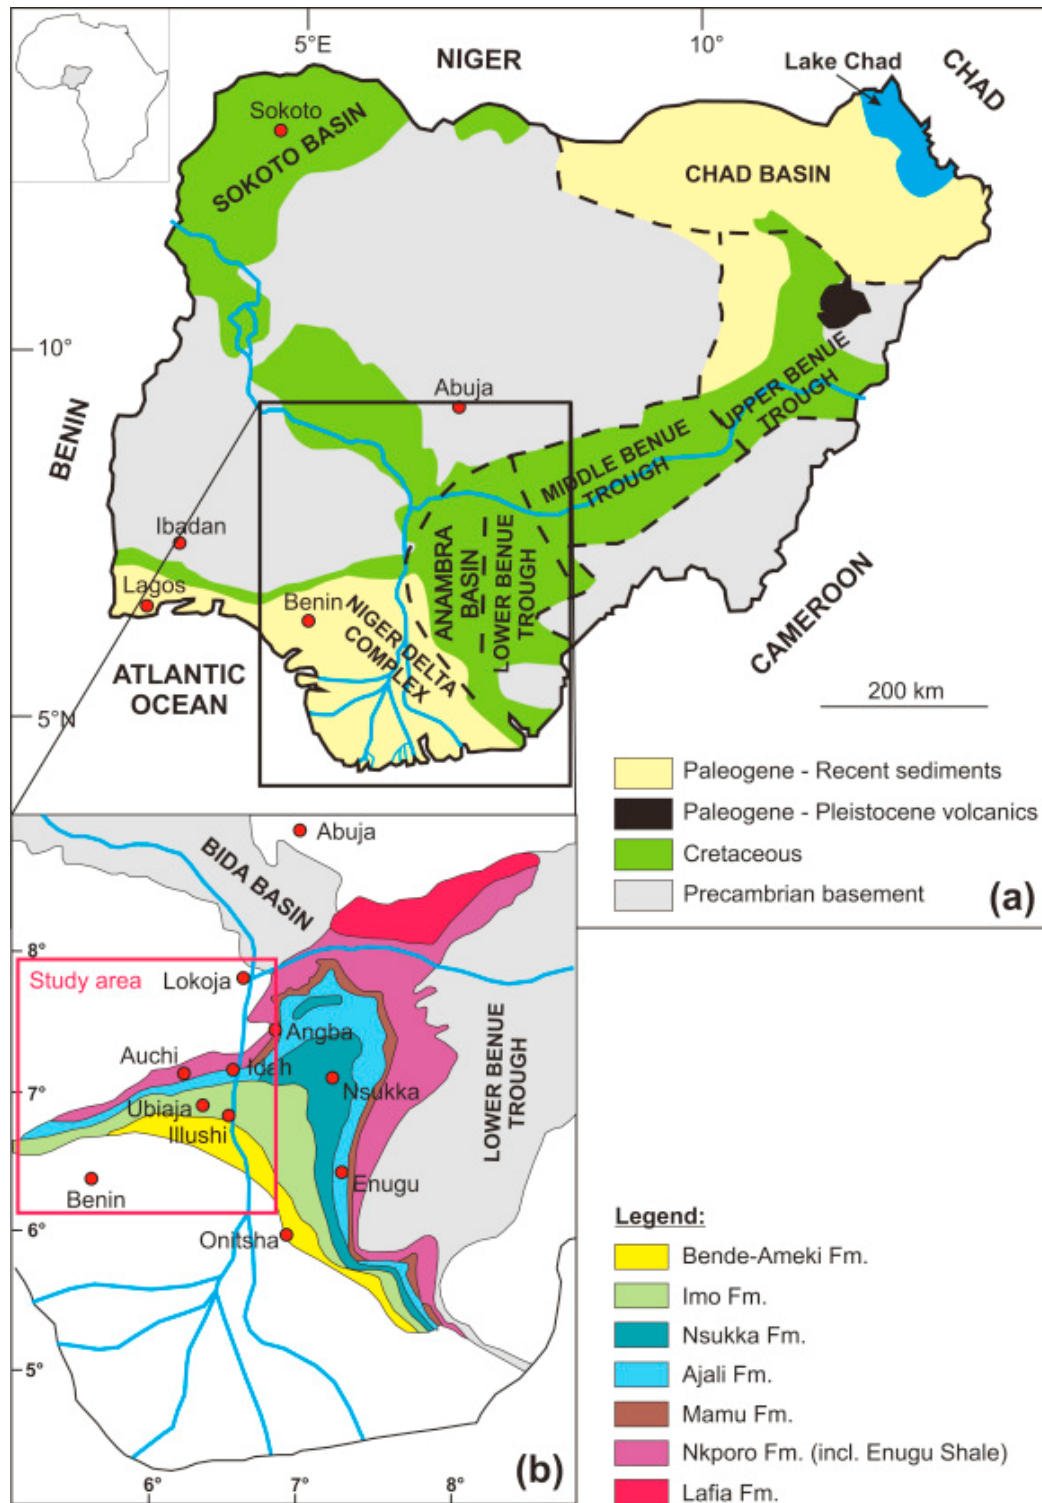 5°E
10°
NIGER
CHAD
Lake Chad
Sokoto
SOKOTO BASIN
CHAD BASIN
10°
BENIN
Abuja
UPPER BENUE
TROUGH
MIDDLE BENUE
TROUGH
Ibadan
Lagos
Benin
ANAMBRA
BASIN
LOWER BENUE
TROUGH
NIGER DELTA
COMPLEX
CAMEROON
ATLANTIC
OCEAN
5°N
200 km
Paleogene - Recent sediments
Paleogene - Pleistocene volcanics
Cretaceous
Precambrian basement
(a)
Abuja
BIDA BASIN
8°
Study area
Lokoja
Angba
Auchi
Idah
7°
Nsukka
Ubiaja
Illushi
LOWER BENUE
TROUGH
Enugu
Benin
6°
Onitsha
5°
(b)
6°
7°
8°
Legend:
Bende-Ameki Fm.
Imo Fm.
Nsukka Fm.
Ajali Fm.
Mamu Fm.
Nkporo Fm. (incl. Enugu Shale)
Lafia Fm.